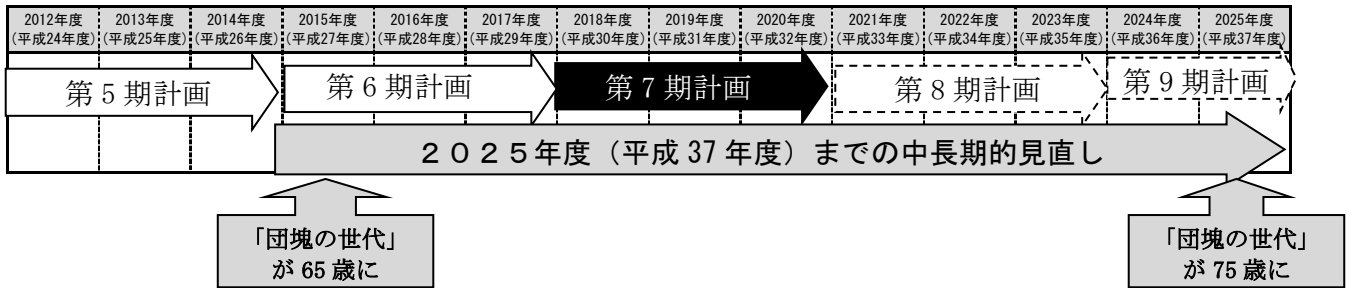 2012年度 2013年度 2014年度 2015年度 2016年度 2017年度 2018年度 2019年度 2020年度 2021年度 2022年度 2023年度 2024年度 2025年度
(平成24年度) (平成25年度) (平成26年度) (平成27年度) (平成28年度) (平成29年度) (平成30年度) (平成31年度) (平成32年度) (平成33年度) (平成34年度) (平成35年度) (平成36年度) (平成37年度)
第5期計画 第6期計画 第7期計画 第8期計画 第9期計画
２０２５年度（平成37年度）までの中長期的見直し
「団塊の世代」
が65歳に
「団塊の世代」
が75歳に